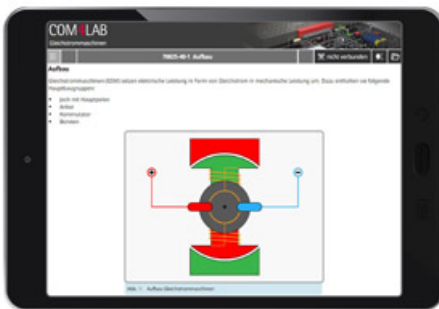 COM4LAB
Gleichstrommaschinen
70025-40-1 Aufbau
nicht verbunden
Aufbau
Gleichstrommaschinen (GSM) setzen elektrische Leistung in Form von Gleichstrom in mechanische Leistung um. Dazu enthalten sie folgende
Hauptbaugruppen:
Joch mit Hauptpolen
Anker
Kommutator
Bürsten
+
−
Abb. 1 Aufbau Gleichstrommaschinen